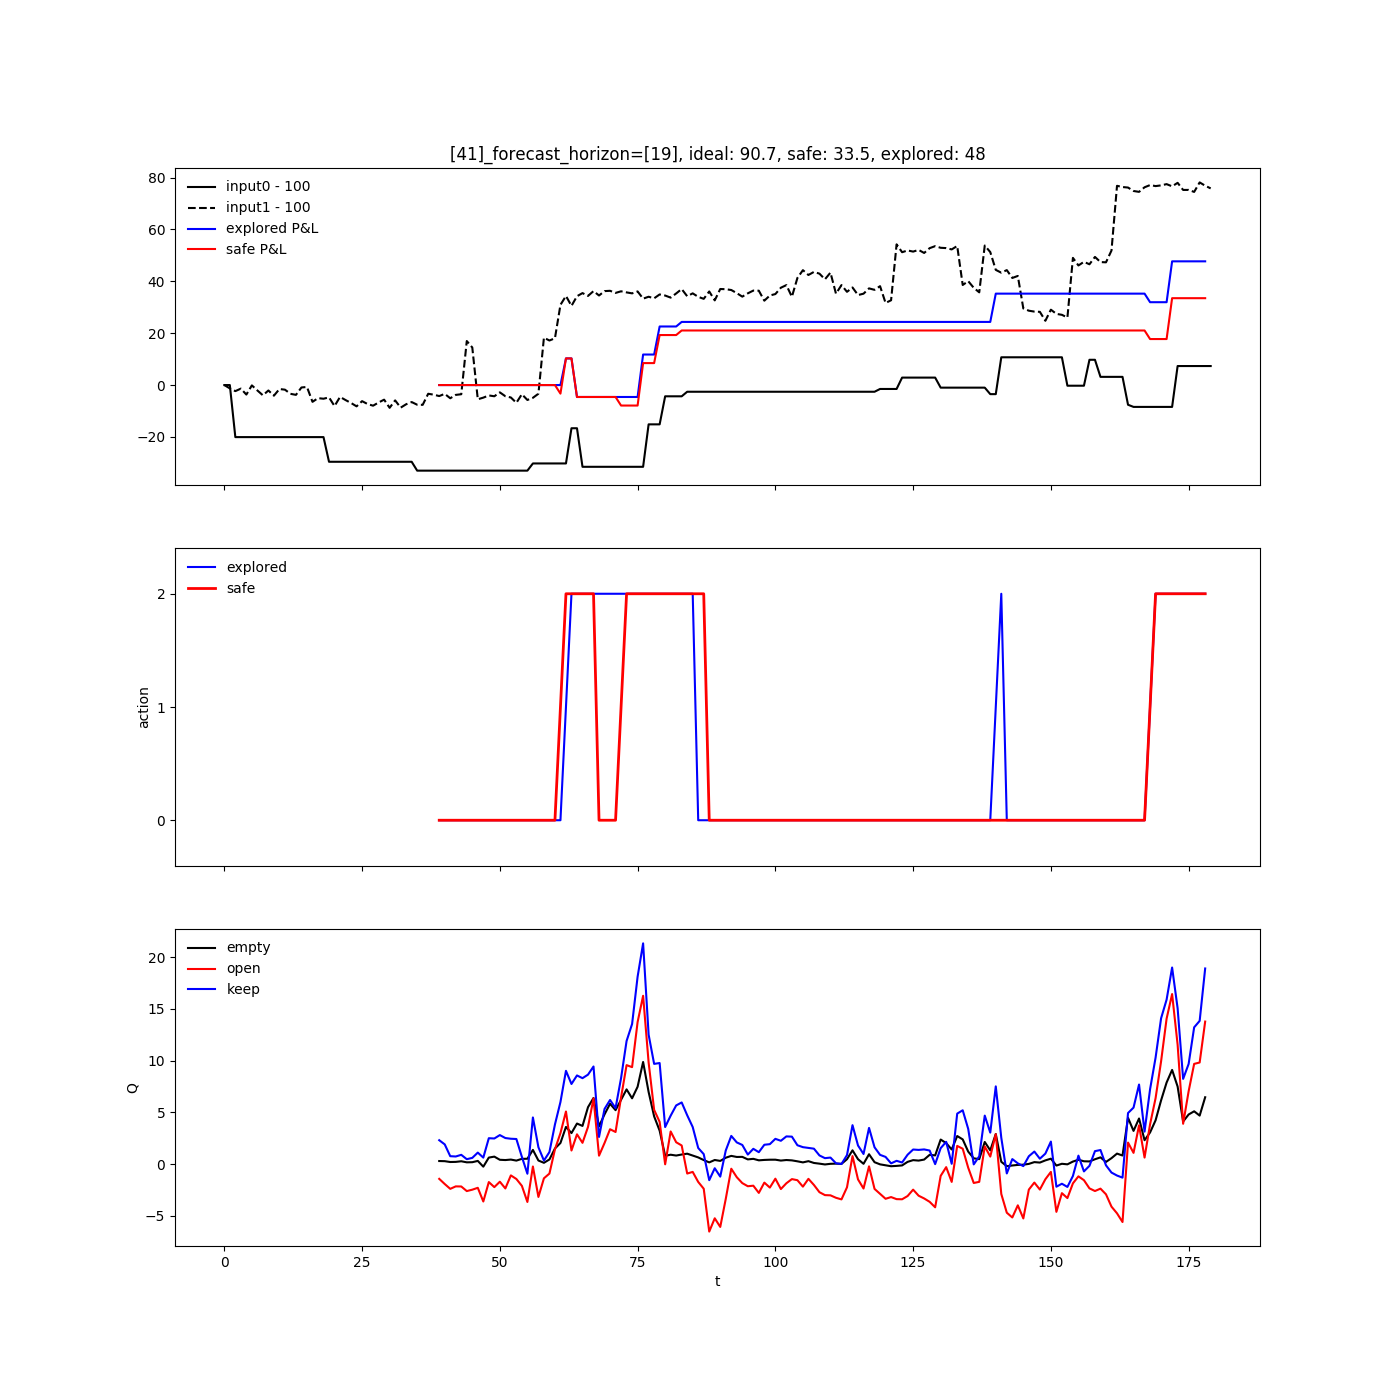 [41]_forecast_horizon=[19], ideal: 90.7, safe: 33.5, explored: 48
80
60
40
20
0
−20
input0 - 100
input1 - 100
explored P&L
safe P&L
2
1
0
action
explored
safe
20
15
10
5
0
−5
Q
empty
open
keep
0 25 50 75 100 125 150 175
t